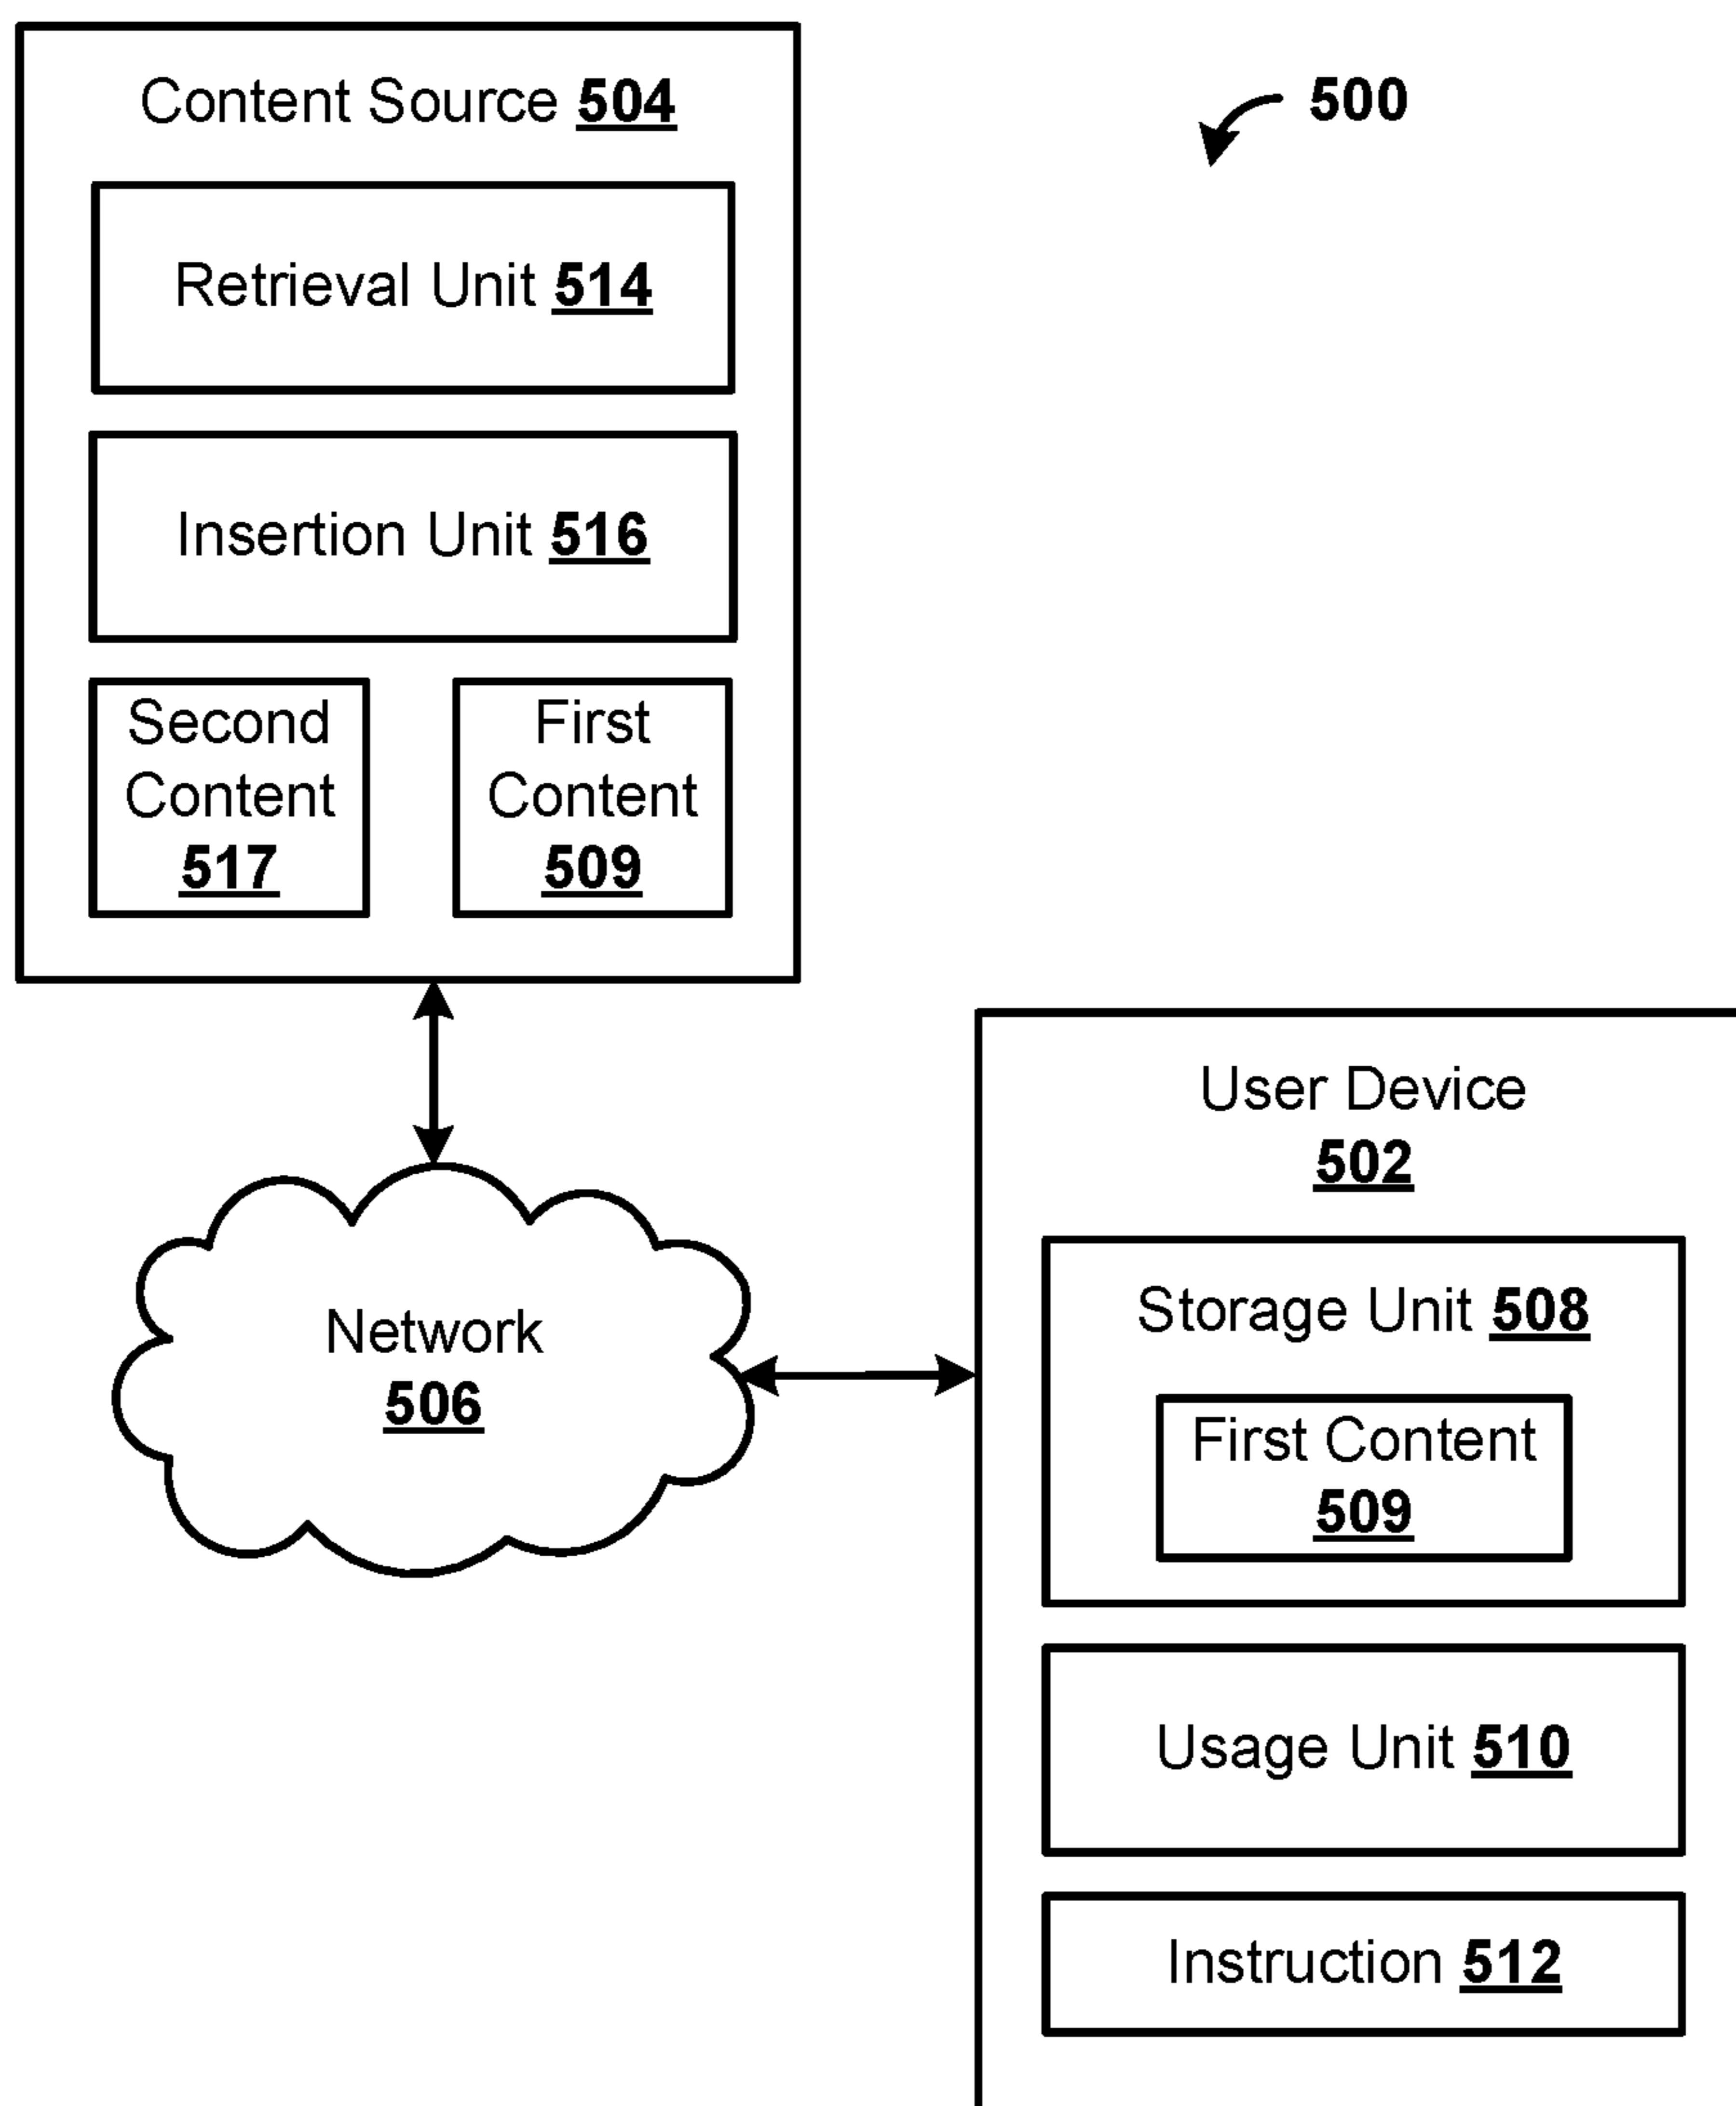 Content Source 504
500
Retrieval Unit 514
Insertion Unit 516
Second
Content
517
First
Content
509
User Device
502
Network
506
Storage Unit 508
First Content
509
Usage Unit 510
Instruction 512